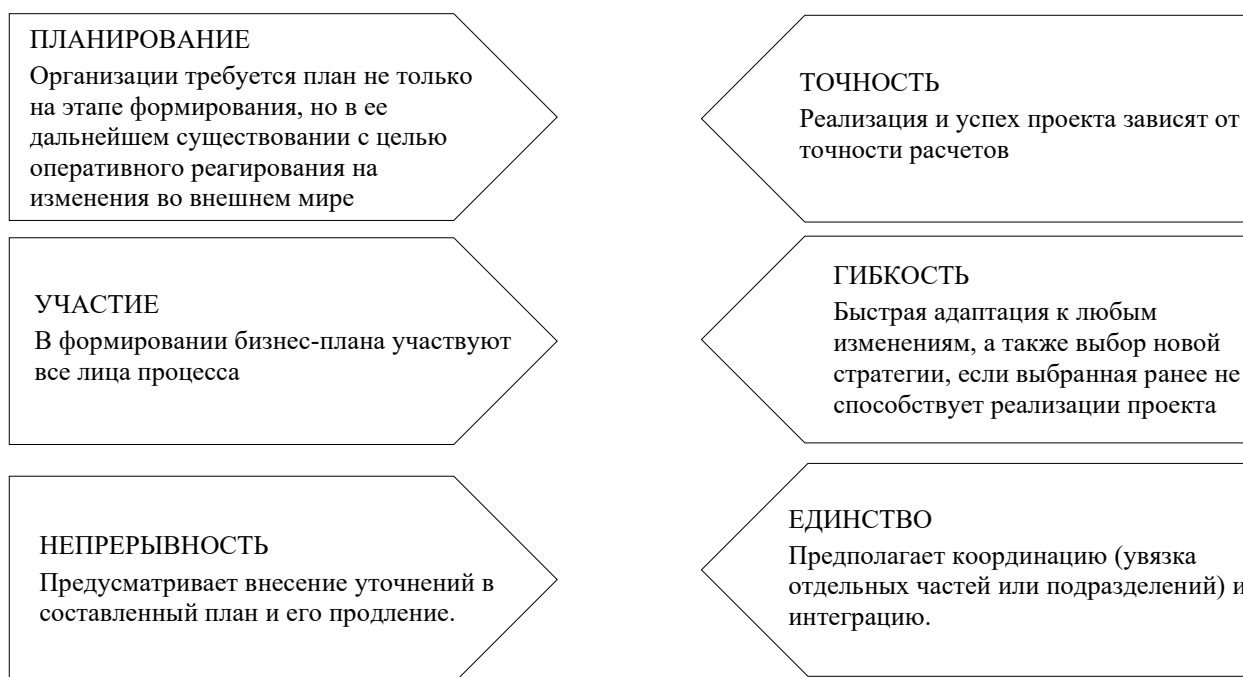 ПЛАНИРОВАНИЕ
Организации требуется план не только
на этапе формирования, но в ее
дальнейшем существовании с целью
оперативного реагирования на
изменения во внешнем мире
ТОЧНОСТЬ
Реализация и успех проекта зависят от
точности расчетов
УЧАСТИЕ
В формировании бизнес-плана участвуют
все лица процесса
ГИБКОСТЬ
Быстрая адаптация к любым
изменениям, а также выбор новой
стратегии, если выбранная ранее не
способствует реализации проекта
НЕПРЕРЫВНОСТЬ
Предусматривает внесение уточнений в
составленный план и его продление.
ЕДИНСТВО
Предполагает координацию (увязка
отдельных частей или подразделений) и
интеграцию.